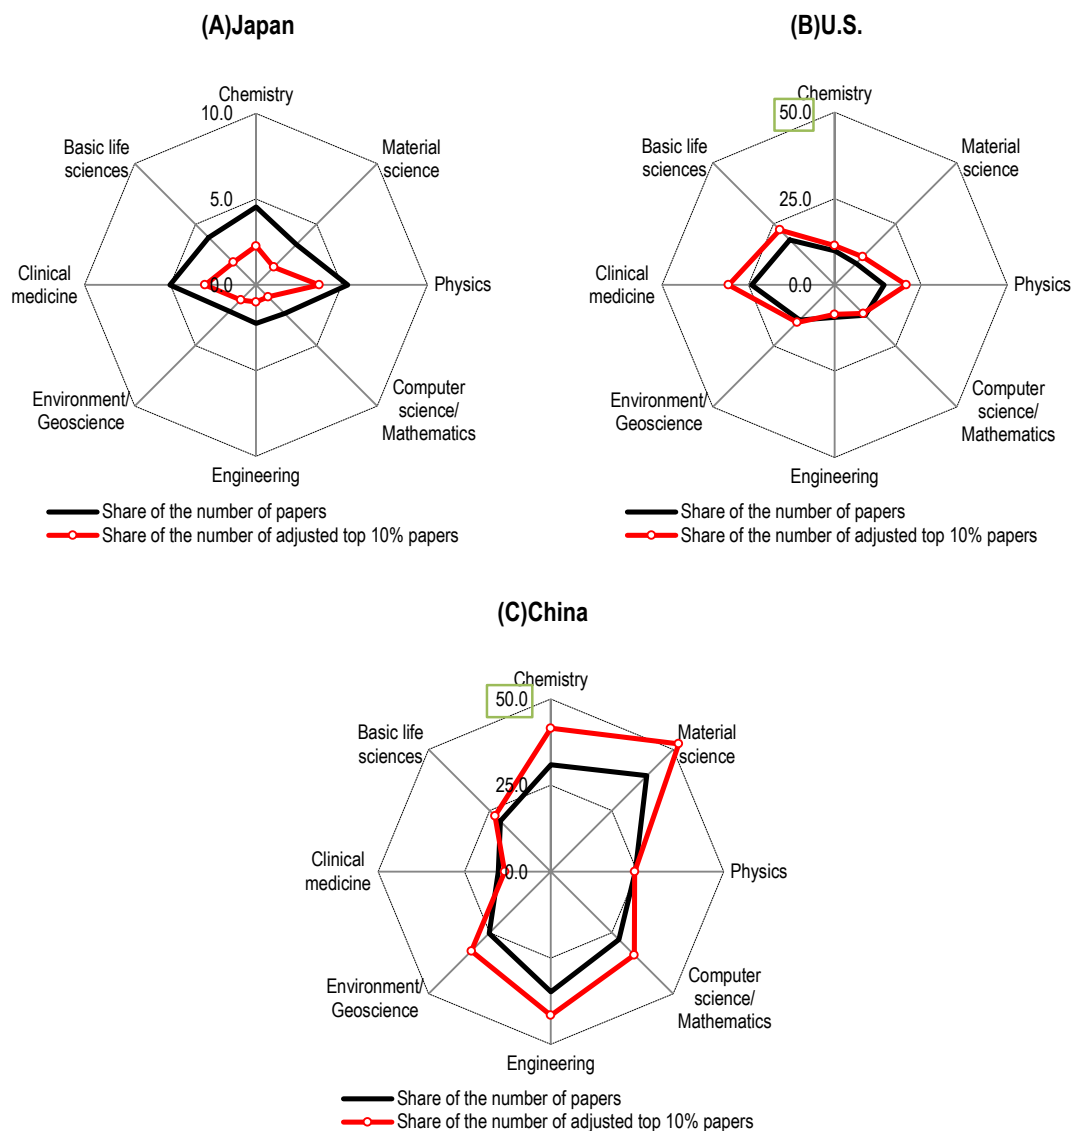 (A)Japan
Chemistry
10.0
Basic life
sciences
Material
science
5.0
Clinical
medicine
0.0
Physics
Environment/
Geoscience
Computer
science/
Mathematics
Engineering
Share of the number of papers
Share of the number of adjusted top 10% papers
(B)U.S.
Chemistry
50.0
Basic life
sciences
Material
science
25.0
Clinical
medicine
0.0
Physics
Environment/
Geoscience
Computer
science/
Mathematics
Engineering
Share of the number of papers
Share of the number of adjusted top 10% papers
(C)China
Chemistry
50.0
Basic life
sciences
Material
science
25.0
Clinical
medicine
0.0
Physics
Environment/
Geoscience
Computer
science/
Mathematics
Engineering
Share of the number of papers
Share of the number of adjusted top 10% papers